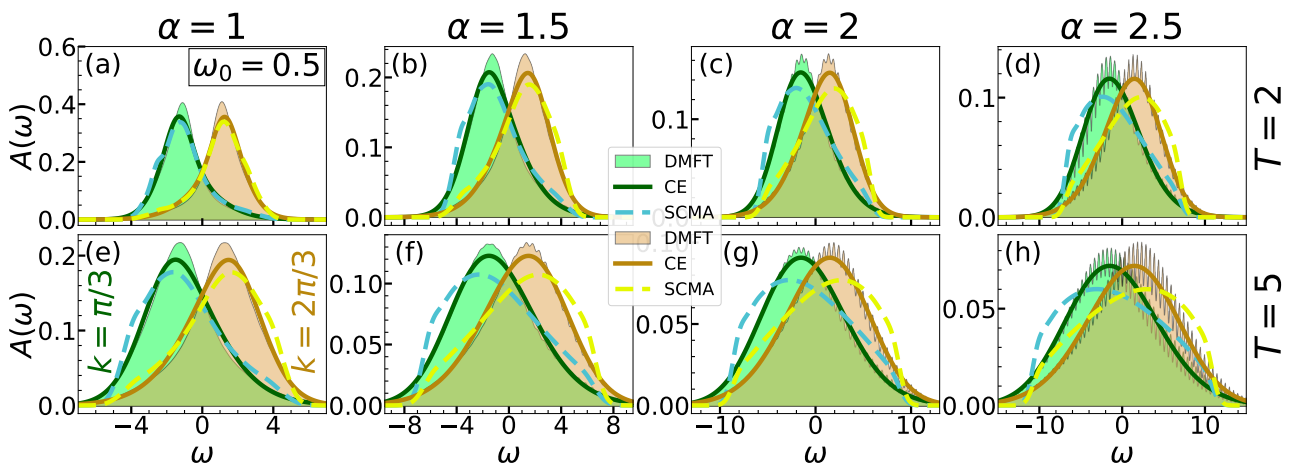 α = 1
α = 1.5
α = 2
α = 2.5
A(ω)
0.6
0.4
0.2
0.0
(a)
ω₀ = 0.5
0.2
0.1
0.0
(b)
0.1
(c)
0.1
0.0
(d)
T = 2
DMFT
CE
SCMA
DMFT
CE
SCMA
A(ω)
0.2
0.1
0.0
(e)
k = π/3
k = 2π/3
−4
0
4
ω
0.10
0.05
0.00
(f)
−8
−4
0
4
8
ω
0.10
0.05
0.00
(g)
−10
0
10
ω
0.05
0.00
(h)
−10
0
10
ω
T = 5